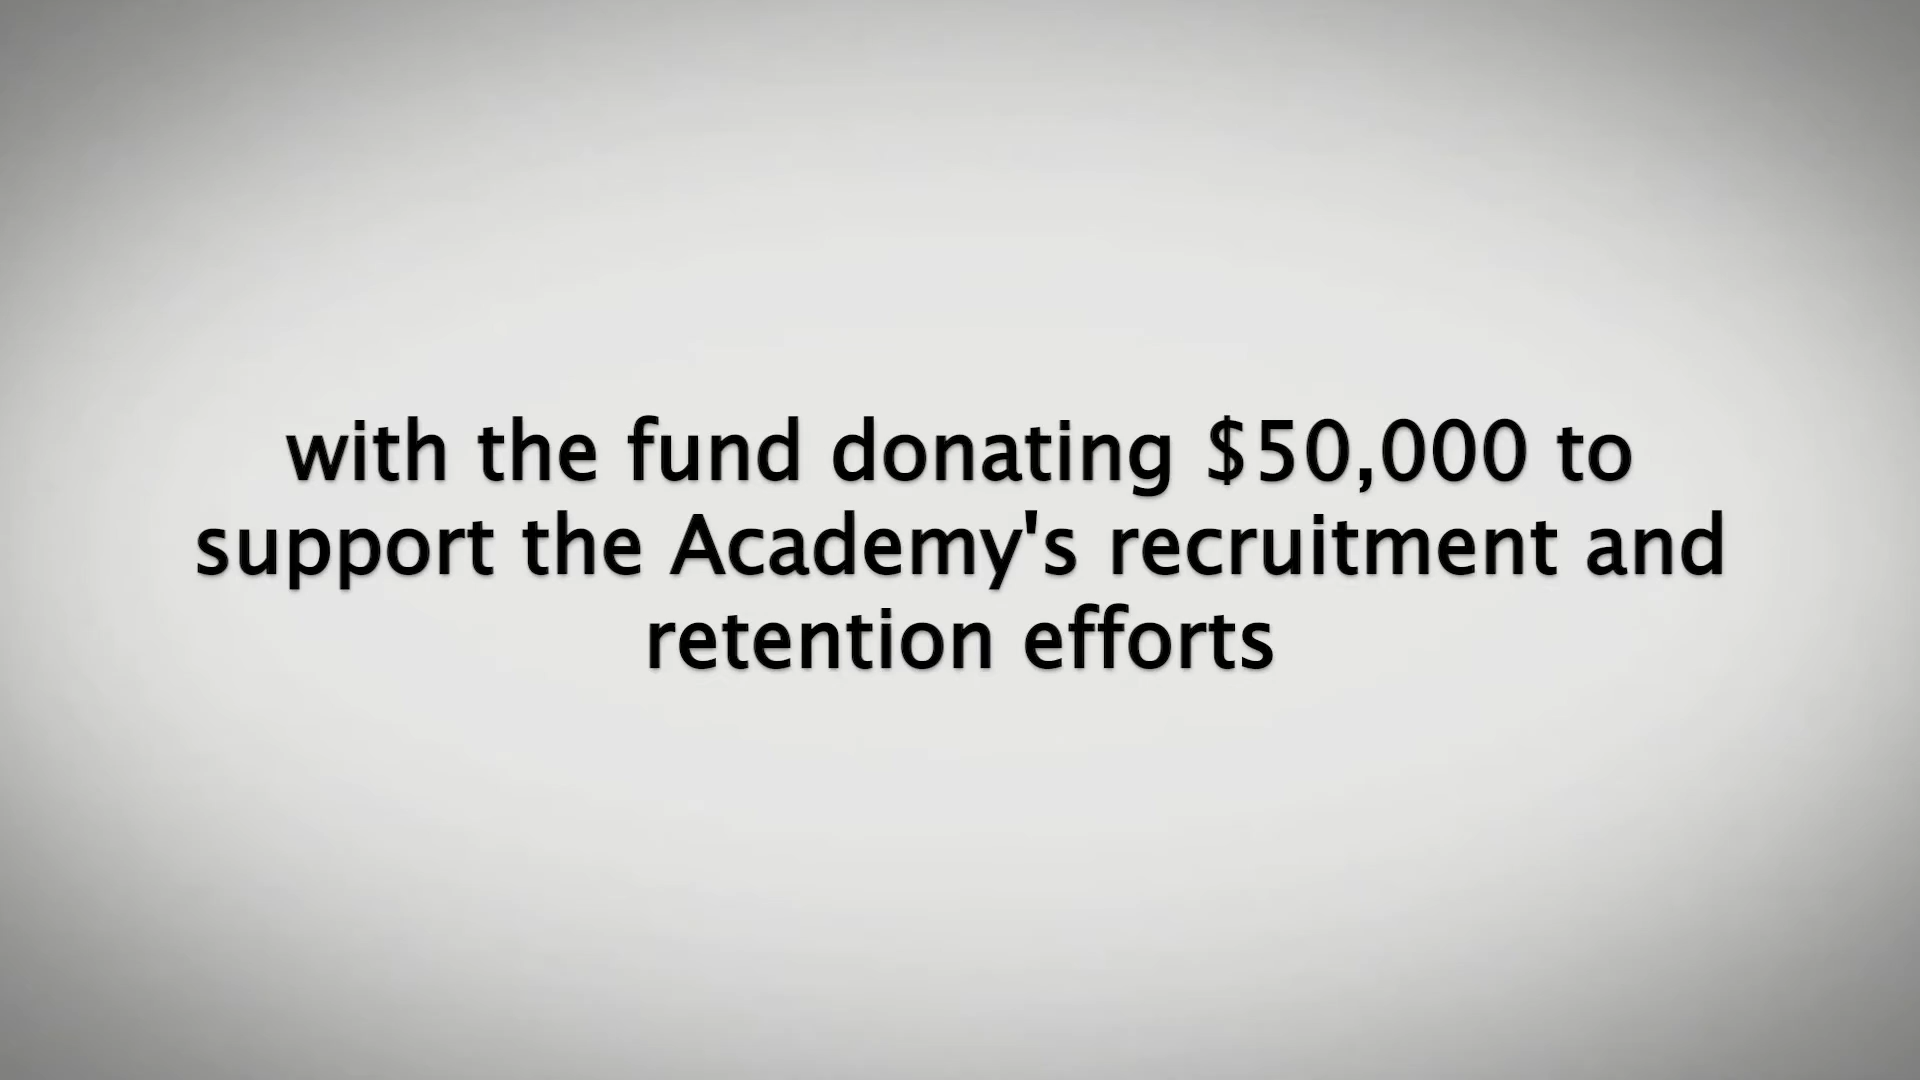 with the fund donating $50,000 to
support the Academy's recruitment and
retention efforts